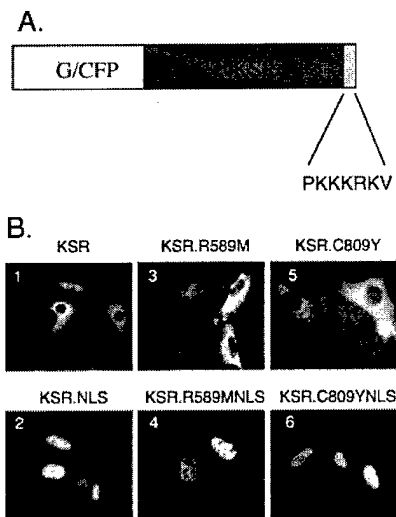 A.
G/CFP
PKKKRKV
B.
KSR KSR.R589M KSR.C809Y
1 3 5
KSR.NLS KSR.R589MNLS KSR.C809YNLS
2 4 6